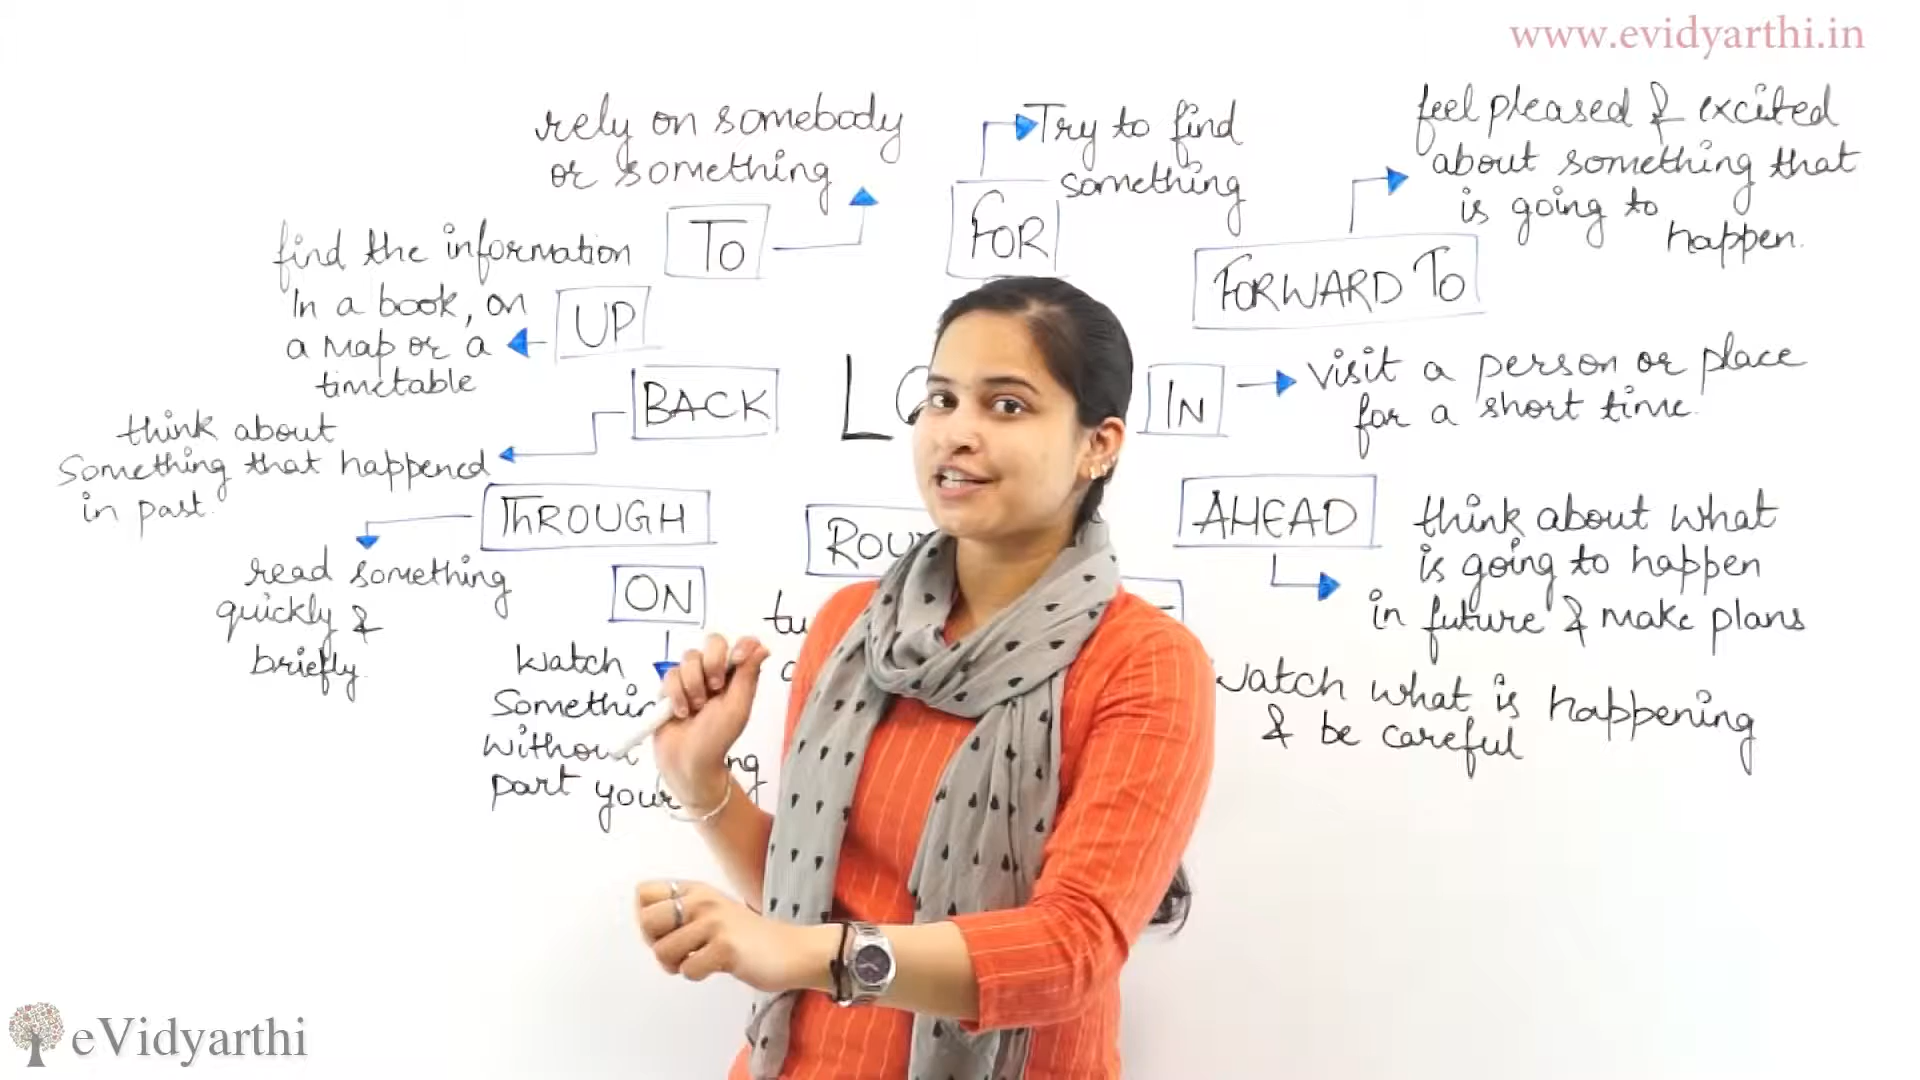 www.evidyarthi.in
rely on somebody
or something
TO
Try to find
something
FOR
feel pleased & excited
about something that
is going to
happen.
FORWARD TO
find the information
In a book, on
a map or a
timetable
UP
BACK
think about
Something that happened
in past.
IN
visit a person or place
for a short time.
THROUGH
read something
quickly &
briefly.
AHEAD
think about what
is going to happen
in future & make plans
ON
watch
part
watch what is happening
& be careful
eVidyarthi